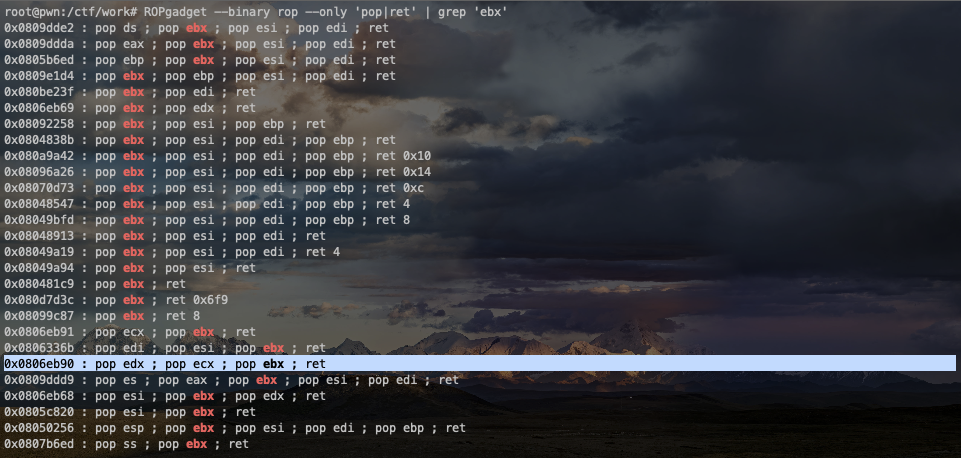 root@pwn:/ctf/work# ROPgadget --binary rop --only 'pop|ret' | grep 'ebx'
0x0809dde2 : pop ds ; pop ebx ; pop esi ; pop edi ; ret
0x0809ddda : pop eax ; pop ebx ; pop esi ; pop edi ; ret
0x0805b6ed : pop ebp ; pop ebx ; pop esi ; pop edi ; ret
0x0809e1d4 : pop ebx ; pop ebp ; pop esi ; pop edi ; ret
0x080be23f : pop ebx ; pop edi ; ret
0x0806eb69 : pop ebx ; pop edx ; ret
0x08092258 : pop ebx ; pop esi ; pop ebp ; ret
0x0804838b : pop ebx ; pop esi ; pop edi ; pop ebp ; ret
0x080a9a42 : pop ebx ; pop esi ; pop edi ; pop ebp ; ret 0x10
0x08096a26 : pop ebx ; pop esi ; pop edi ; pop ebp ; ret 0x14
0x08070d73 : pop ebx ; pop esi ; pop edi ; pop ebp ; ret 0xc
0x08048547 : pop ebx ; pop esi ; pop edi ; pop ebp ; ret 4
0x08049bfd : pop ebx ; pop esi ; pop edi ; pop ebp ; ret 8
0x08048913 : pop ebx ; pop esi ; pop edi ; ret
0x08049a19 : pop ebx ; pop esi ; pop edi ; ret 4
0x08049a94 : pop ebx ; pop esi ; ret
0x080481c9 : pop ebx ; ret
0x080d7d3c : pop ebx ; ret 0x6f9
0x08099c87 : pop ebx ; ret 8
0x0806eb91 : pop ecx ; pop ebx ; ret
0x0806336b : pop edi ; pop esi ; pop ebx ; ret
0x0806eb90 : pop edx ; pop ecx ; pop ebx ; ret
0x0809ddd9 : pop es ; pop eax ; pop ebx ; pop esi ; pop edi ; ret
0x0806eb68 : pop esi ; pop ebx ; pop edx ; ret
0x0805c820 : pop esi ; pop ebx ; ret
0x08050256 : pop esp ; pop ebx ; pop esi ; pop edi ; pop ebp ; ret
0x0807b6ed : pop ss ; pop ebx ; ret